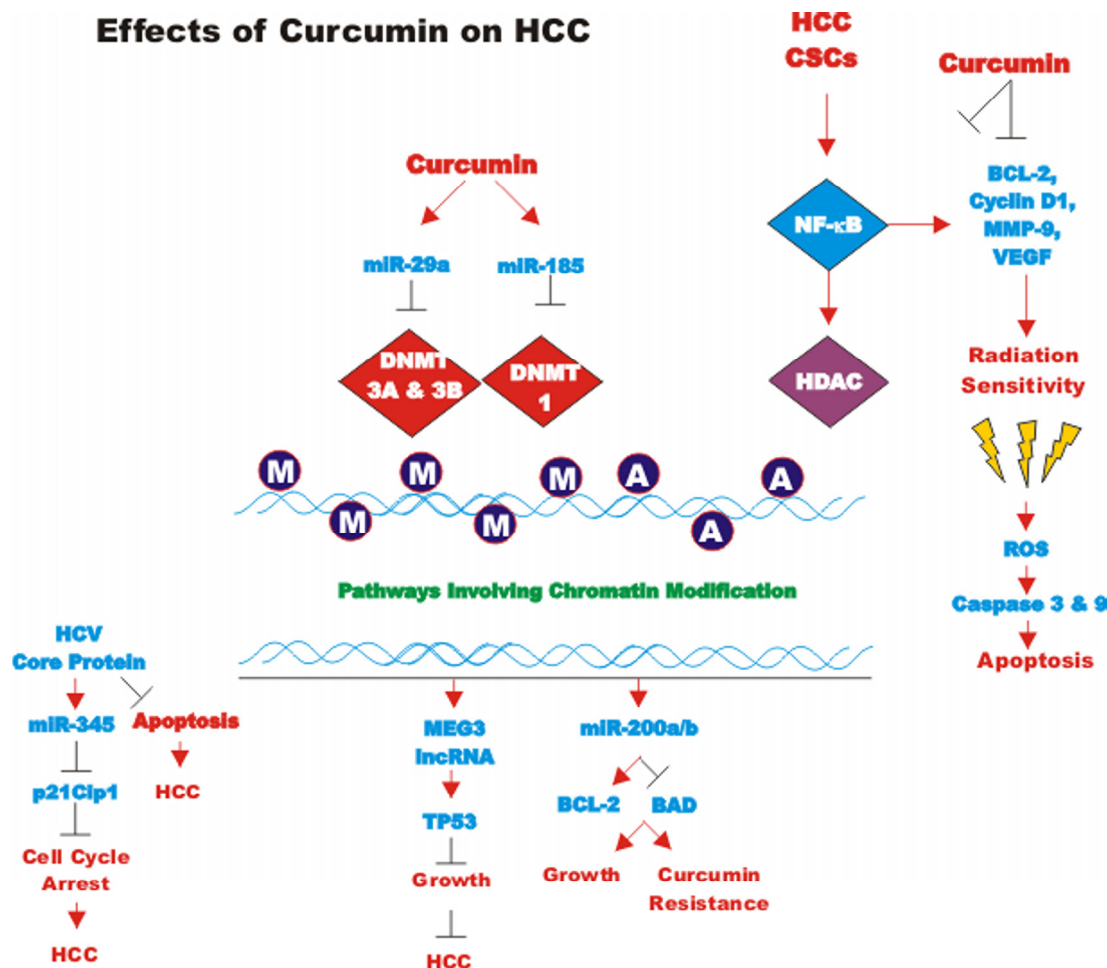 Effects of Curcumin on HCC
HCC
CSCs
Curcumin
Curcumin
BCL-2,
Cyclin D1,
MMP-9,
VEGF
NF-κB
miR-29a
miR-185
DNMT
3A & 3B
DNMT
1
HDAC
Radiation
Sensitivity
M
M
M
A
A
M
M
A
ROS
Caspase 3 & 9
Apoptosis
Pathways Involving Chromatin Modification
HCV
Core Protein
miR-345
Apoptosis
p21CIp1
HCC
Cell Cycle
Arrest
HCC
MEG3
lncRNA
TP53
Growth
HCC
miR-200a/b
BCL-2
BAD
Growth
Curcumin
Resistance